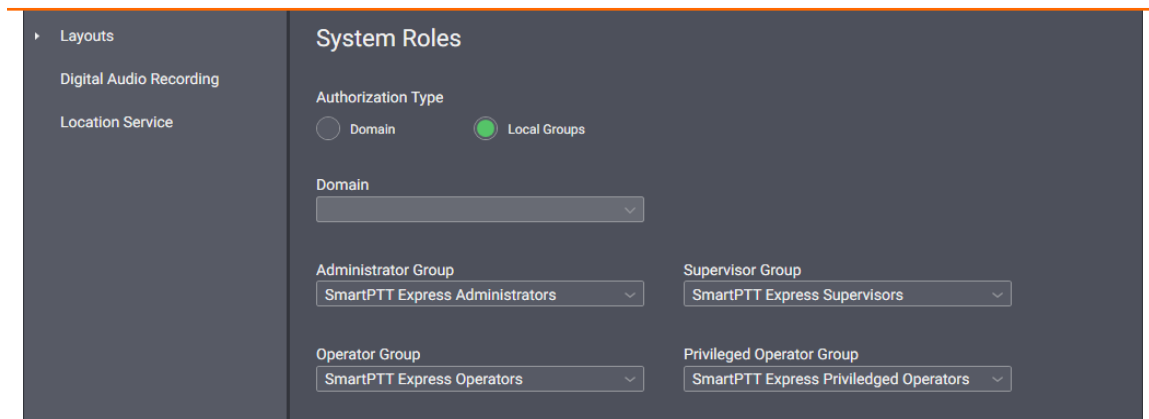 Layouts
Digital Audio Recording
Location Service
System Roles
Authorization Type
Domain Local Groups
Domain
Administrator Group Supervisor Group
SmartPTT Express Administrators SmartPTT Express Supervisors
Operator Group Privileged Operator Group
SmartPTT Express Operators SmartPTT Express Priviledged Operators